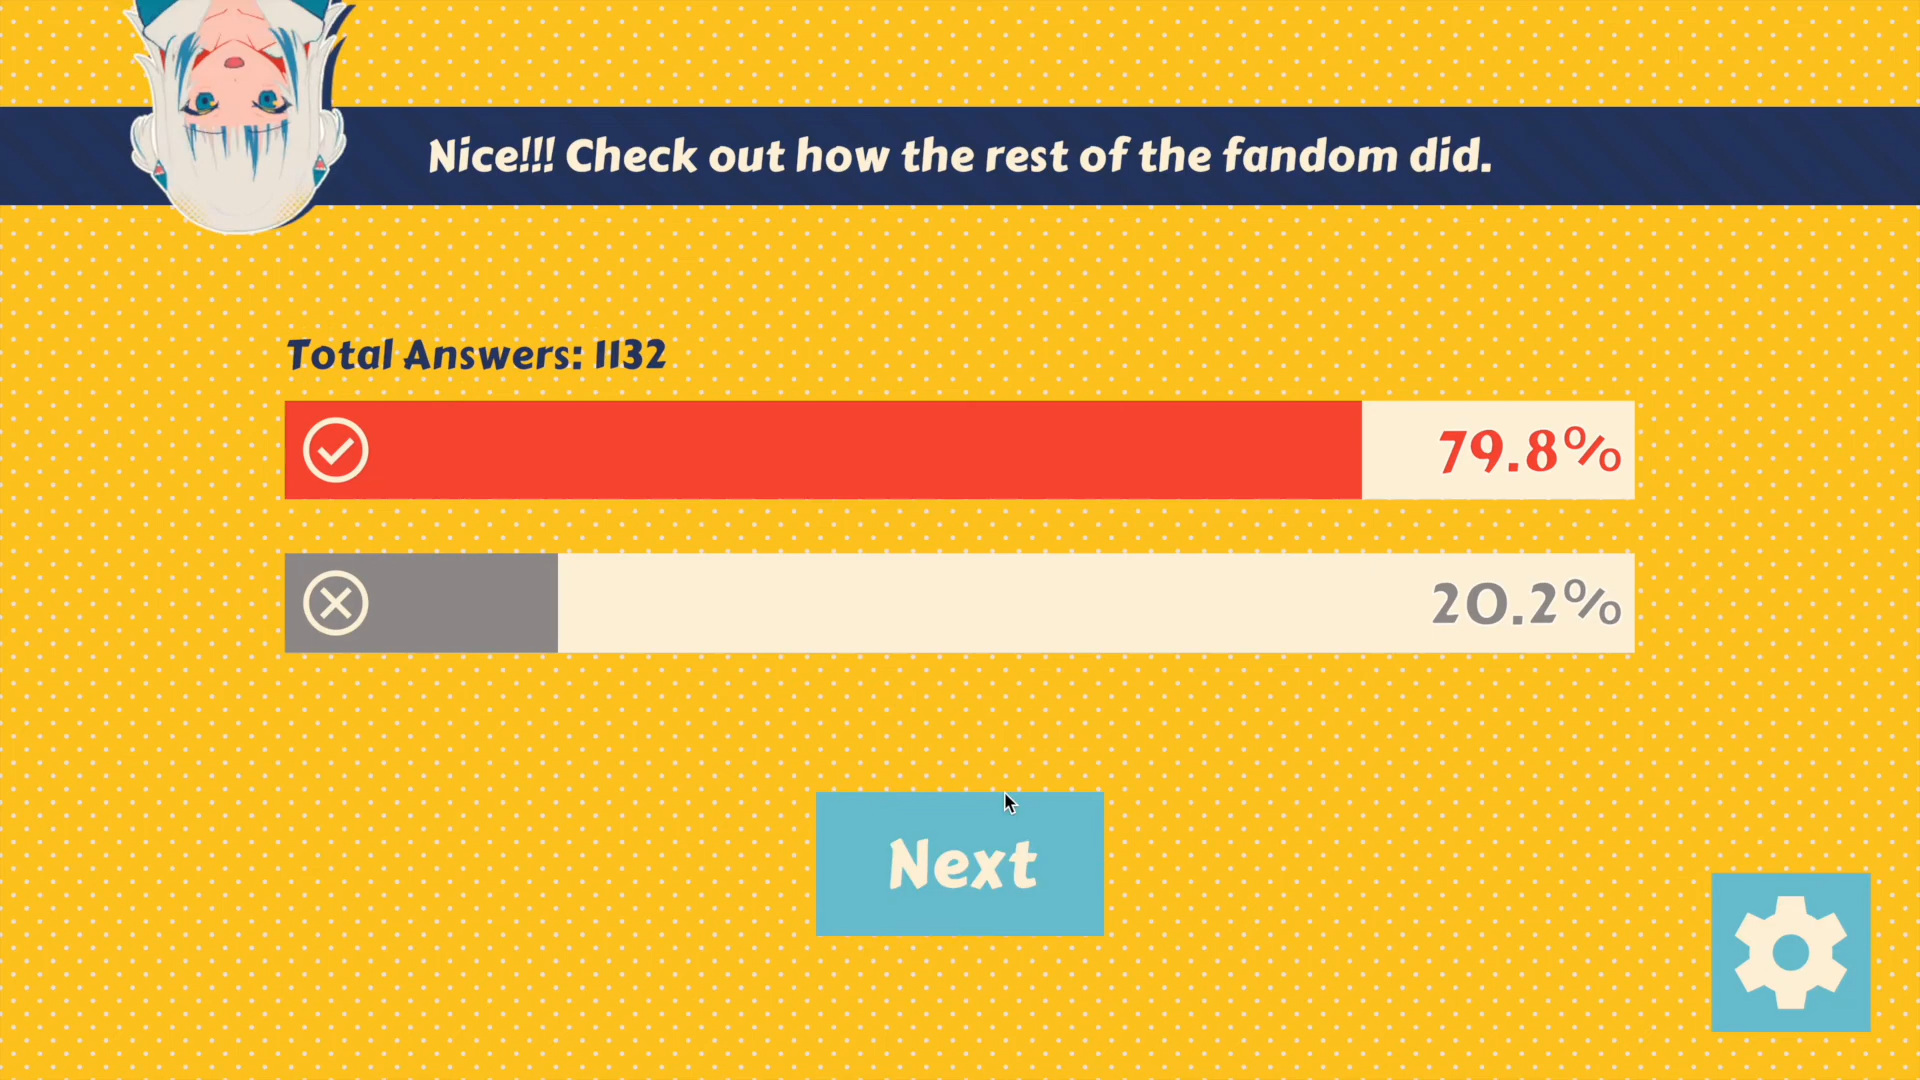 Nice!!! Check out how the rest of the fandom did.
Total Answers: 1132
79.8%
20.2%
Next